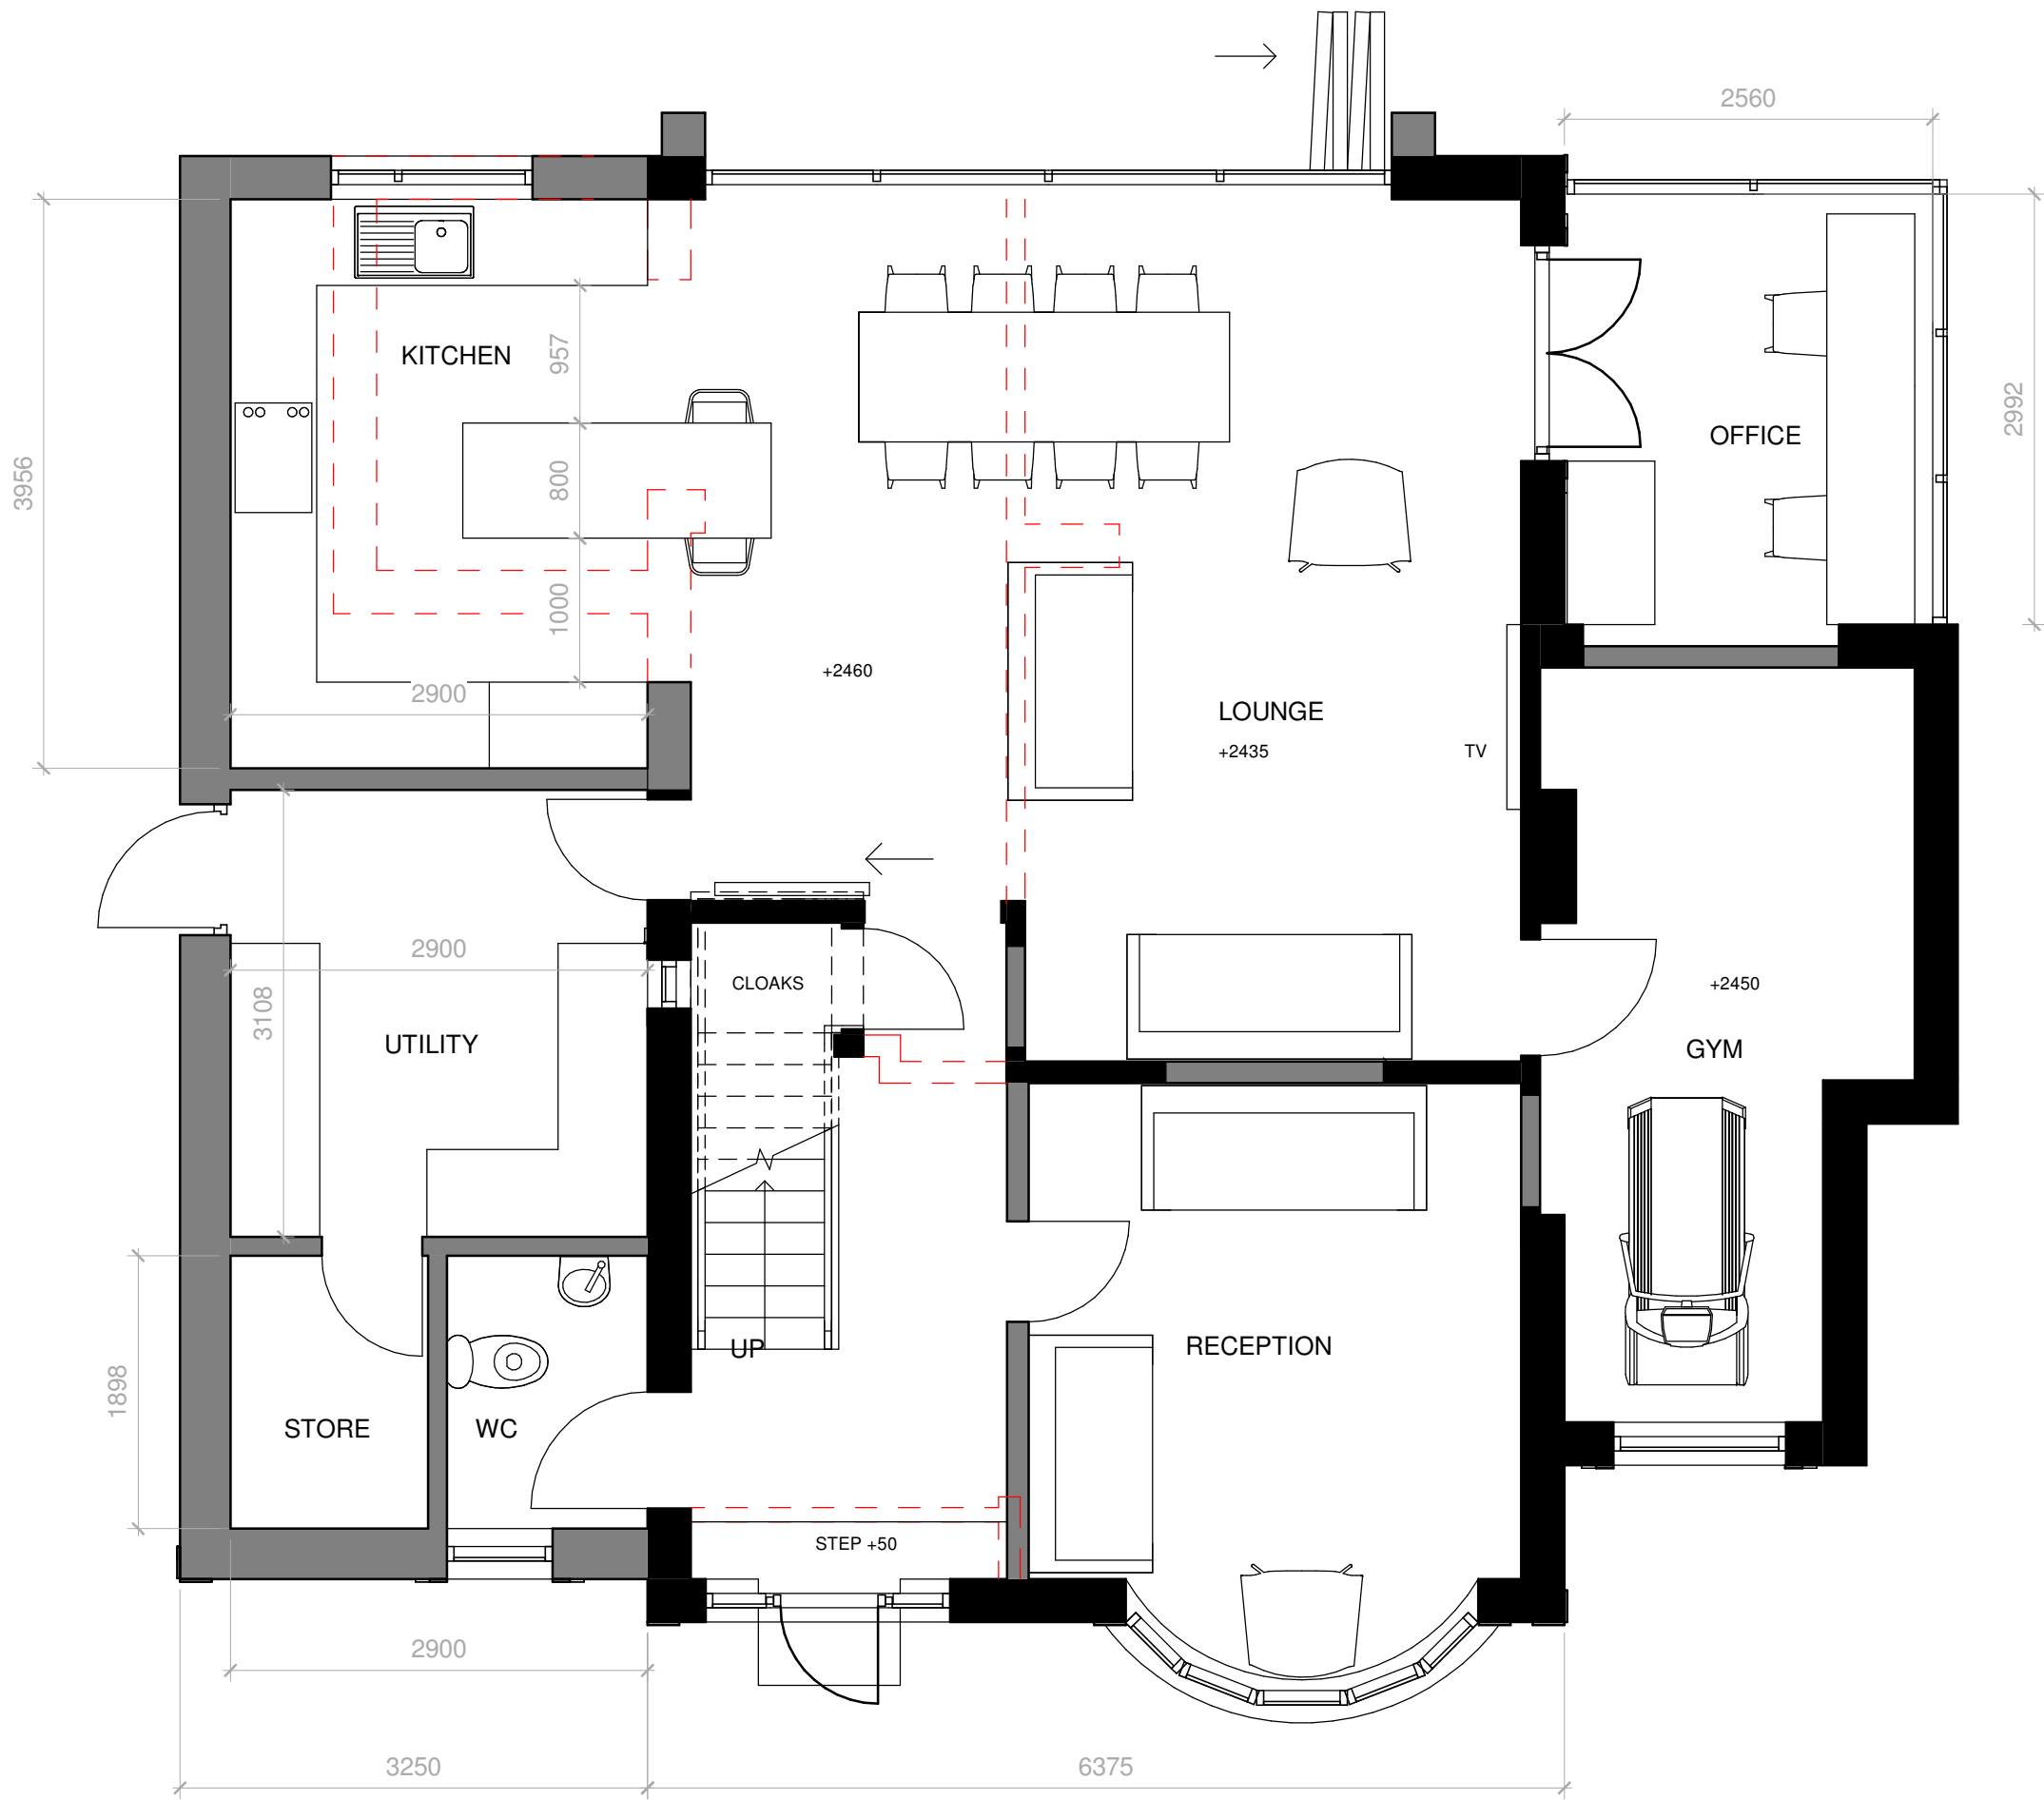 2560
KITCHEN
957
OFFICE
2992
3956
800
1000
+2460
2900
LOUNGE
+2435
TV
2900
CLOAKS
+2450
3108
UTILITY
GYM
UP
RECEPTION
1898
STORE
WC
STEP +50
2900
3250
6375